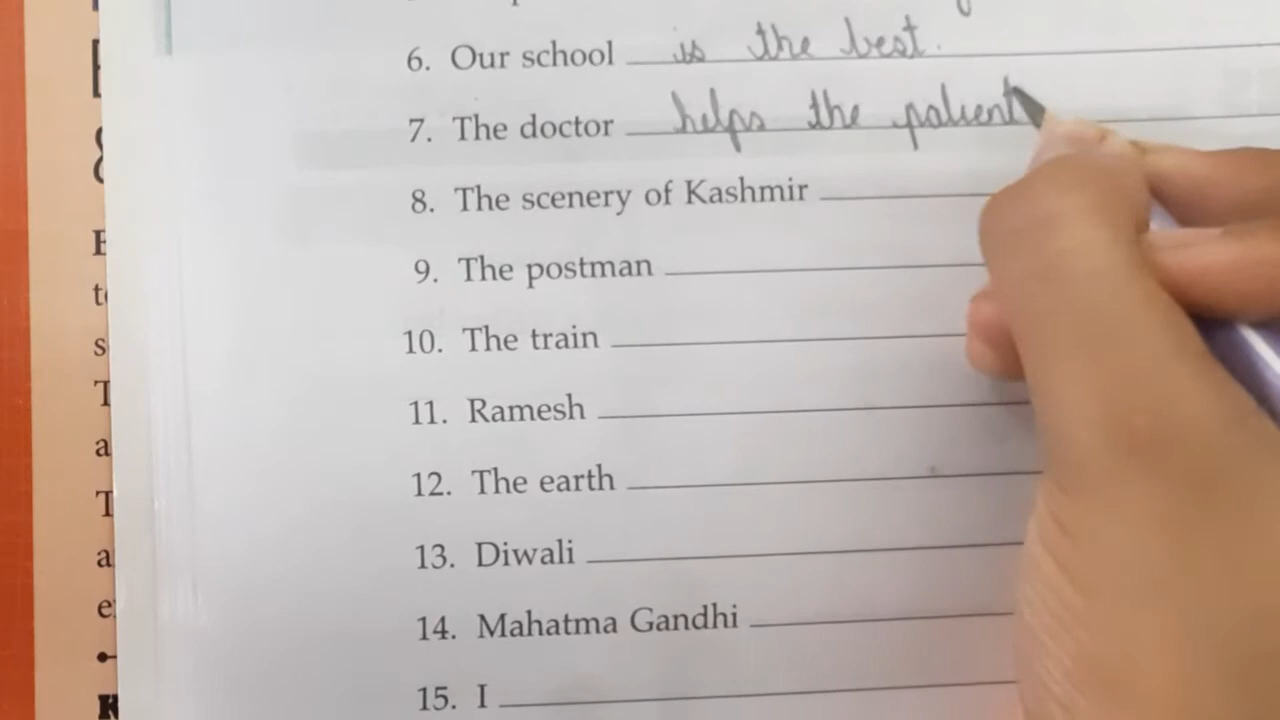 6. Our school is the best.
7. The doctor helps the patient
8. The scenery of Kashmir
9. The postman
10. The train
11. Ramesh
12. The earth
13. Diwali
14. Mahatma Gandhi
15. I